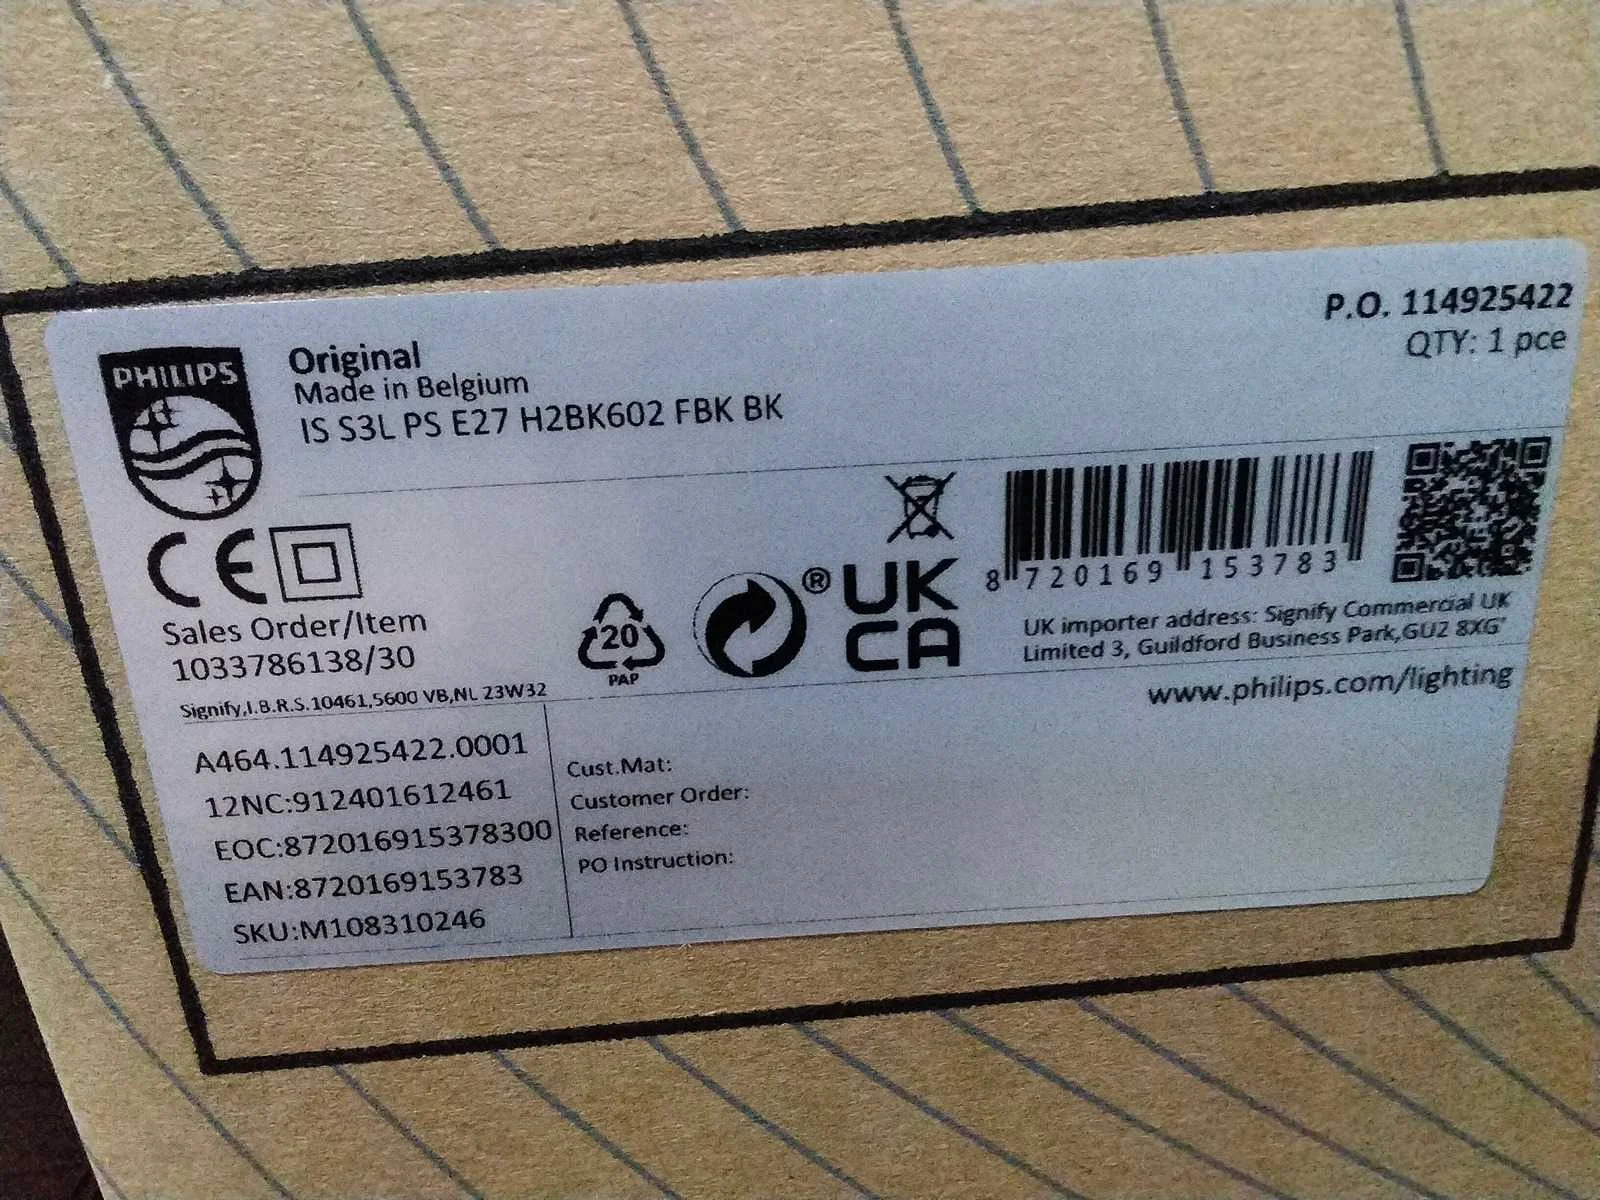 P.O. 114925422
QTY: 1 pce
PHILIPS
Original
Made in Belgium
IS S3L PS E27 H2BK602 FBK BK
CE
Sales Order/Item
1033786138/30
Signify,I.B.R.S.10461,5600 VB,NL 23W32
20
PAP
®
UK
CA
8 720169 153783
UK importer address: Signify Commercial UK
Limited 3, Guildford Business Park,GU2 8XG
www.philips.com/lighting
A464.114925422.0001
12NC:912401612461
EOC:872016915378300
EAN:8720169153783
SKU:M108310246
Cust.Mat:
Customer Order:
Reference:
PO Instruction: